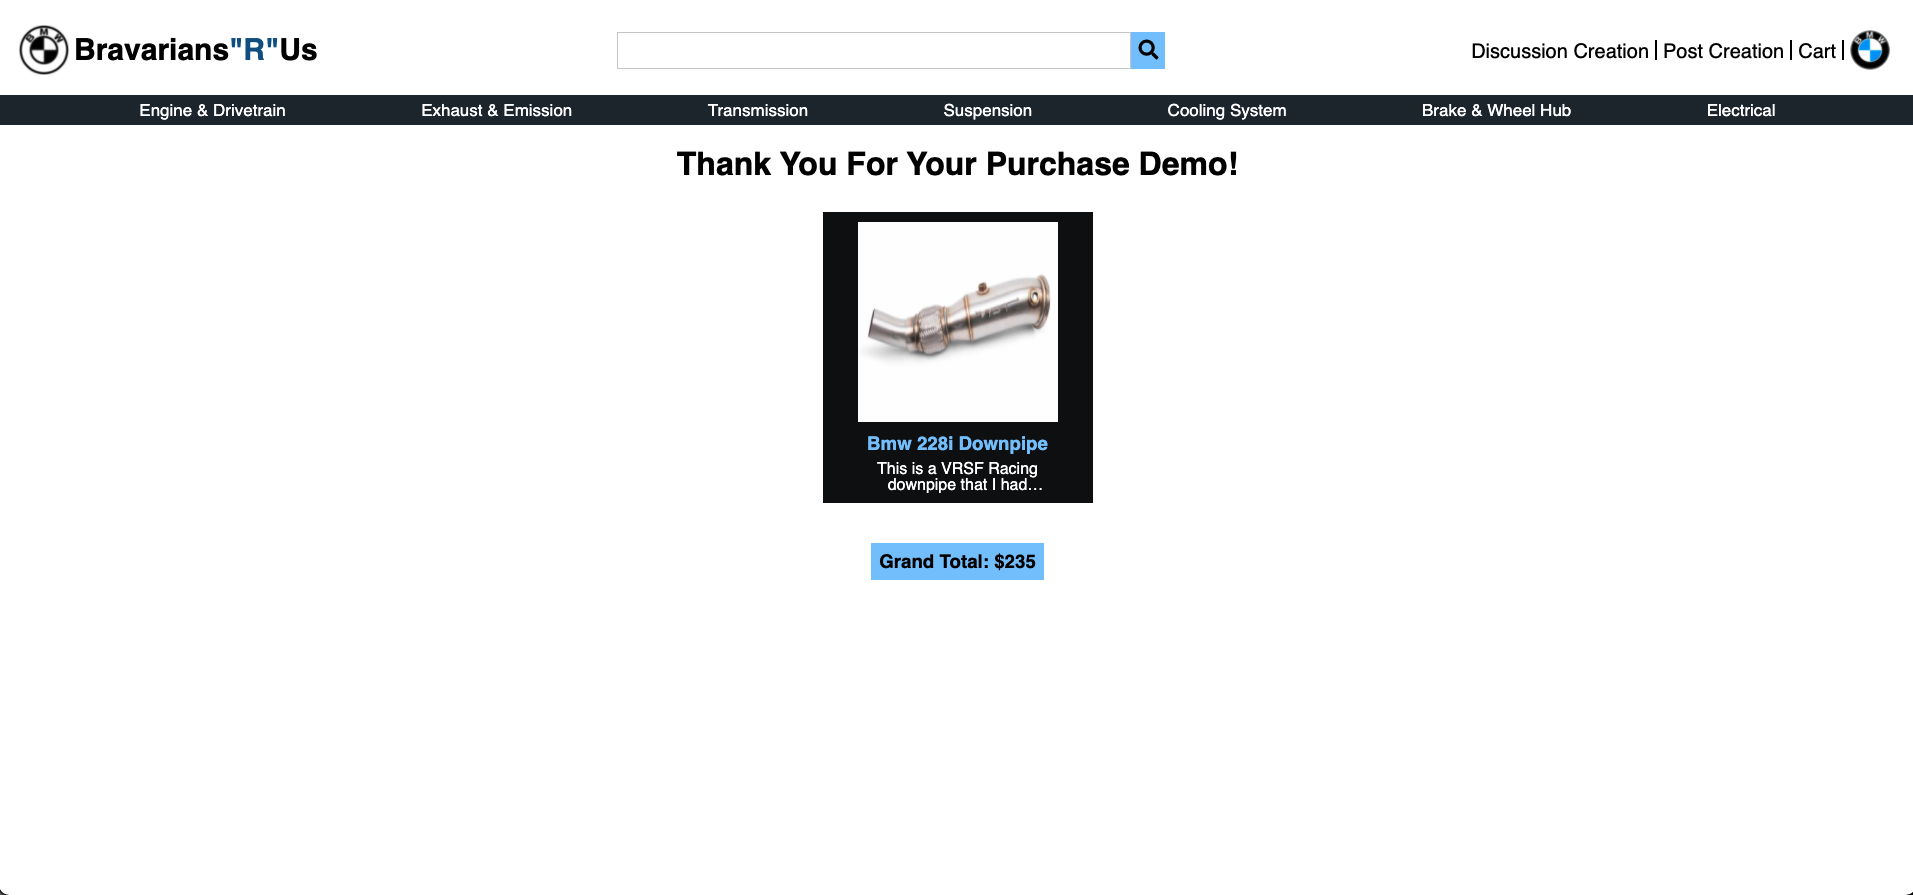 BMW Bravarians"R"Us
Discussion Creation | Post Creation | Cart | BMW
Engine & Drivetrain Exhaust & Emission Transmission Suspension Cooling System Brake & Wheel Hub Electrical
Thank You For Your Purchase Demo!
Bmw 228i Downpipe
This is a VRSF Racing
downpipe that I had...
Grand Total: $235